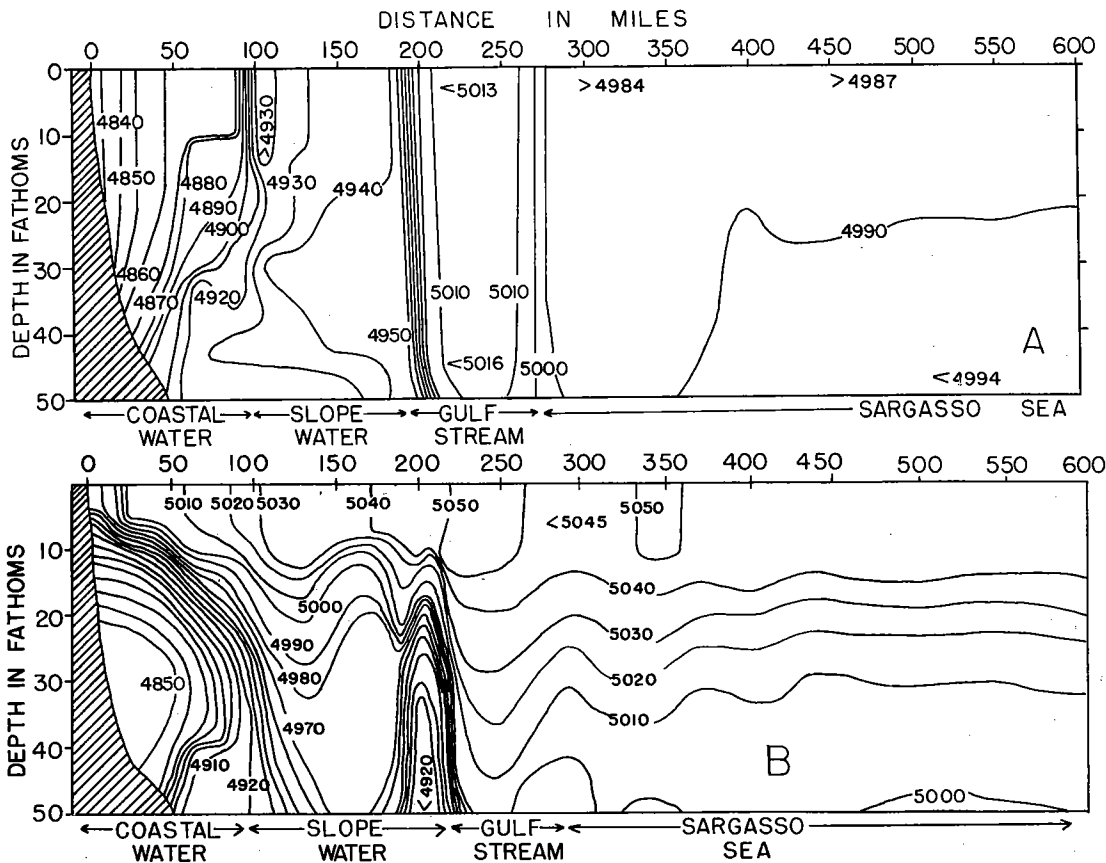 DISTANCE IN MILES
0 50 100 150 200 250 300 350 400 450 500 550 600
DEPTH IN FATHOMS
0
10
20
30
40
50
<5013 >4984 >4987
4840
>4930
4850 4880 4930 4940
4890
4900 4990
4860
4870 4920 5010 5010
4950
<5016 5000 <4994
A
COASTAL WATER
SLOPE WATER
GULF STREAM
SARGASSO SEA
0 50 100 150 200 250 300 350 400 450 500 550 600
DEPTH IN FATHOMS
10
20
30
40
50
5010 5020 5030 5040 5050 <5045 5050
5000 5040
4990 5030
4980
4850 5020
4970 5010
4910
4920 <4920 5000
B
COASTAL WATER
SLOPE WATER
GULF STREAM
SARGASSO SEA